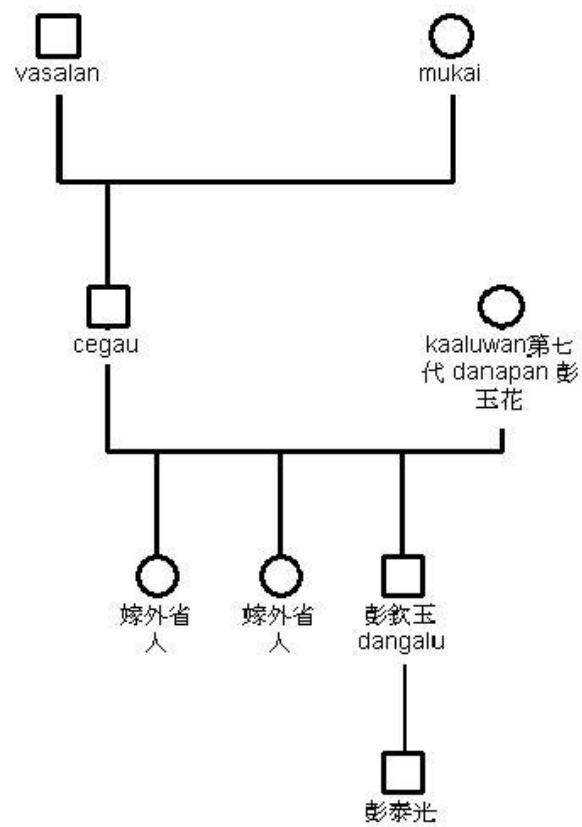 vasalan
mukai
cegau
kaaluwan第七
代 danapan 彭
玉花
嫁外省
人
嫁外省
人
彭欽玉
dangalu
彭泰光